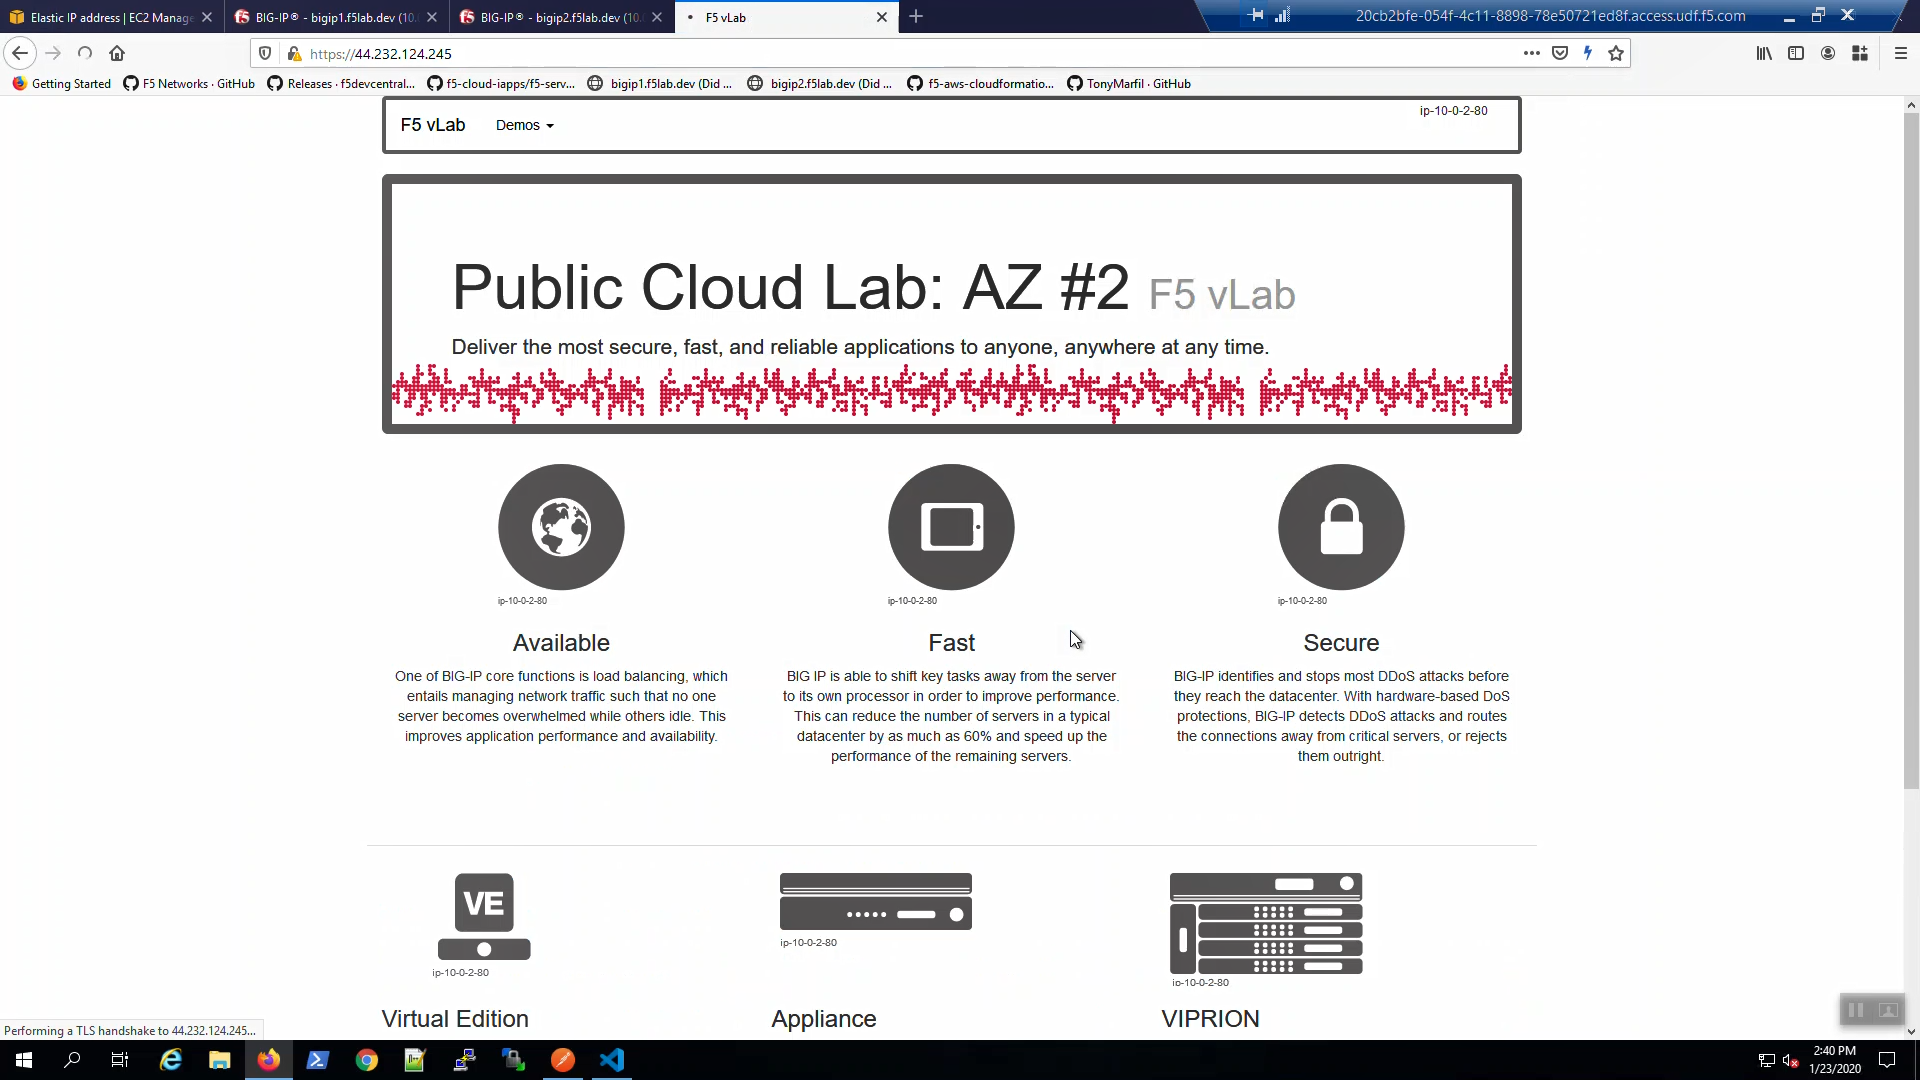 Elastic IP address | EC2 Manage
BIG-IP® - bigip1.f5lab.dev (10.
BIG-IP® - bigip2.f5lab.dev (10.
F5 vLab
20cb2bfe-054f-4c11-8898-78e50721ed8f.access.udf.f5.com
https://44.232.124.245
Getting Started
F5 Networks · GitHub
Releases · f5devcentral...
f5-cloud-iapps/f5-serv...
bigip1.f5lab.dev (Did ...
bigip2.f5lab.dev (Did ...
f5-aws-cloudformatio...
TonyMarfil · GitHub
F5 vLab
Demos
ip-10-0-2-80
Public Cloud Lab: AZ #2 F5 vLab
Deliver the most secure, fast, and reliable applications to anyone, anywhere at any time.
ip-10-0-2-80
Available
One of BIG-IP core functions is load balancing, which
entails managing network traffic such that no one
server becomes overwhelmed while others idle. This
improves application performance and availability.
ip-10-0-2-80
Fast
BIG IP is able to shift key tasks away from the server
to its own processor in order to improve performance.
This can reduce the number of servers in a typical
datacenter by as much as 60% and speed up the
performance of the remaining servers.
ip-10-0-2-80
Secure
BIG-IP identifies and stops most DDoS attacks before
they reach the datacenter. With hardware-based DoS
protections, BIG-IP detects DDoS attacks and routes
the connections away from critical servers, or rejects
them outright.
VE
ip-10-0-2-80
Virtual Edition
ip-10-0-2-80
Appliance
ip-10-0-2-80
VIPRION
Performing a TLS handshake to 44.232.124.245...
2:40 PM
1/23/2020